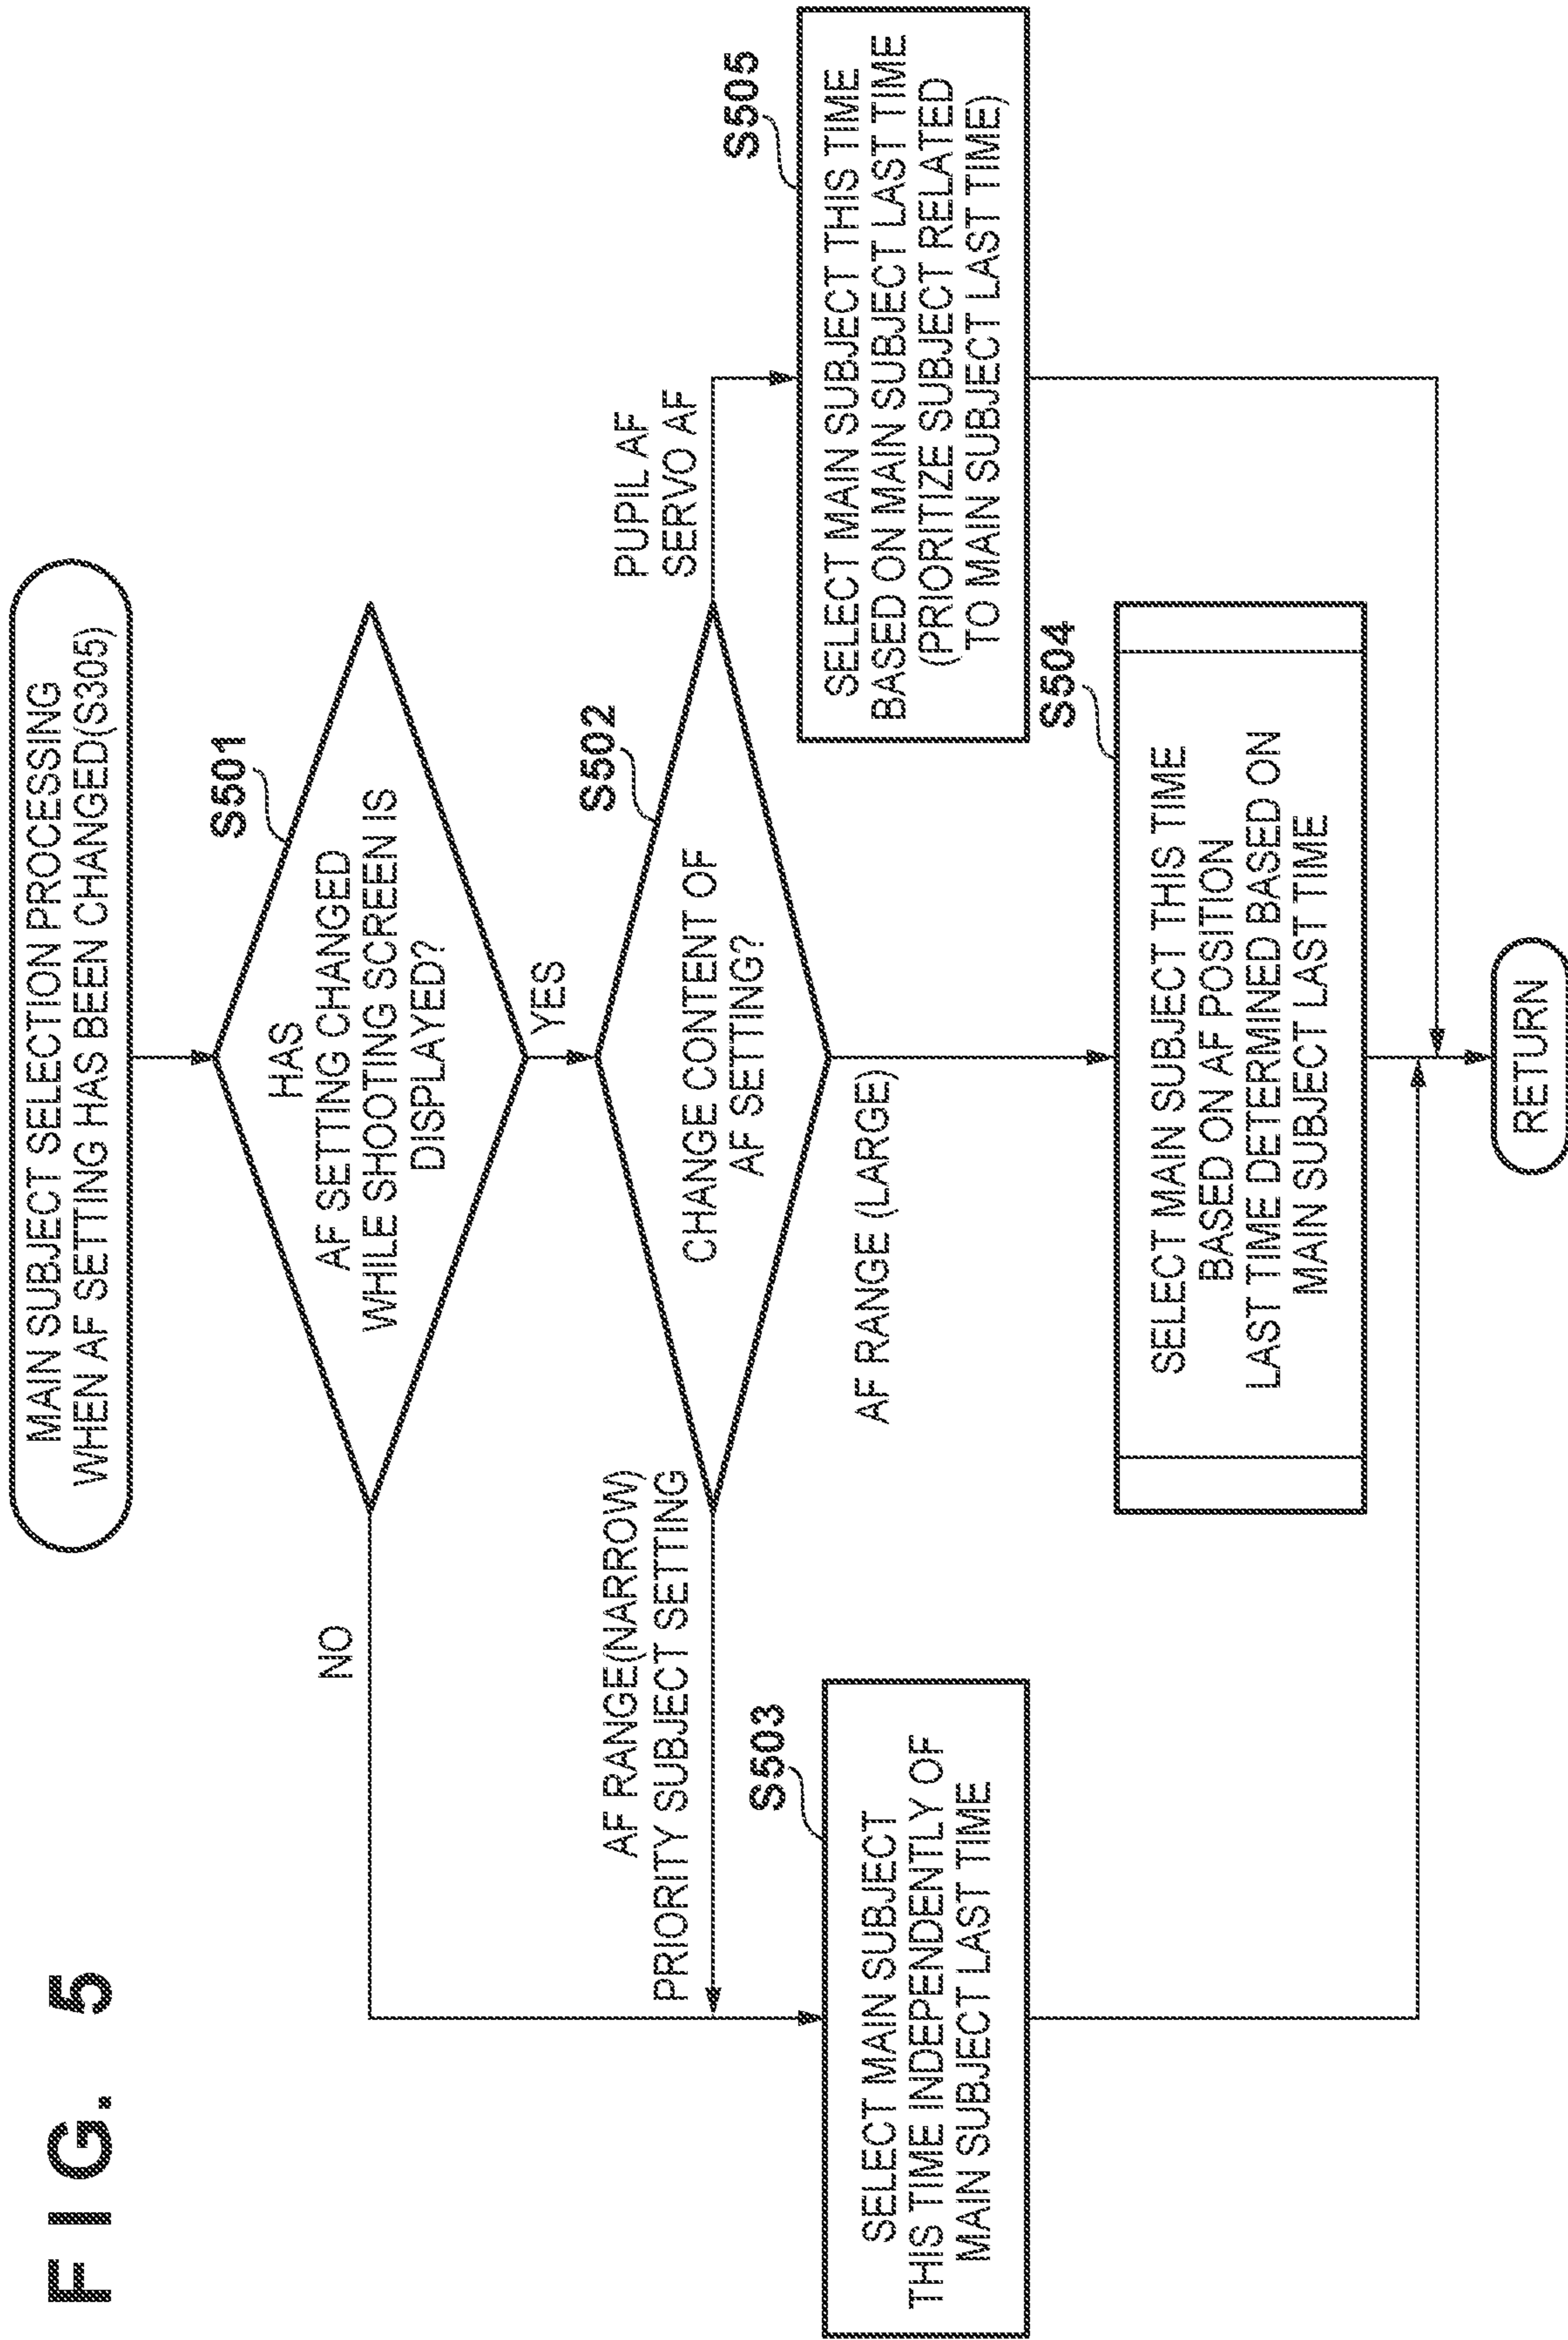 FIG. 5
MAIN SUBJECT SELECTION PROCESSING
WHEN AF SETTING HAS BEEN CHANGED(S305)
S501
HAS
AF SETTING CHANGED
WHILE SHOOTING SCREEN IS
DISPLAYED?
NO
YES
S502
CHANGE CONTENT OF
AF SETTING?
AF RANGE(NARROW)
PRIORITY SUBJECT SETTING
PUPIL AF
SERVO AF
AF RANGE (LARGE)
S503
SELECT MAIN SUBJECT
THIS TIME INDEPENDENTLY OF
MAIN SUBJECT LAST TIME
S505
SELECT MAIN SUBJECT THIS TIME
BASED ON MAIN SUBJECT LAST TIME
(PRIORITIZE SUBJECT RELATED
TO MAIN SUBJECT LAST TIME)
S504
SELECT MAIN SUBJECT THIS TIME
BASED ON AF POSITION
LAST TIME DETERMINED BASED ON
MAIN SUBJECT LAST TIME
RETURN